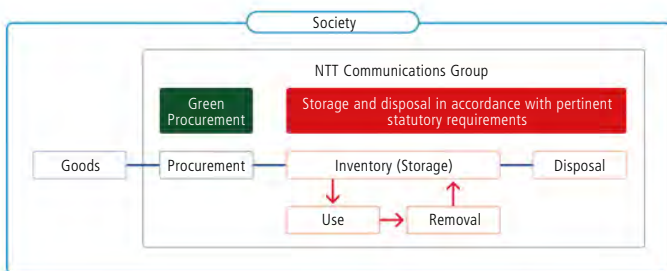 Society
NTT Communications Group
Green
Procurement
Storage and disposal in accordance with pertinent
statutory requirements
Goods
Procurement
Inventory (Storage)
Disposal
Use
Removal